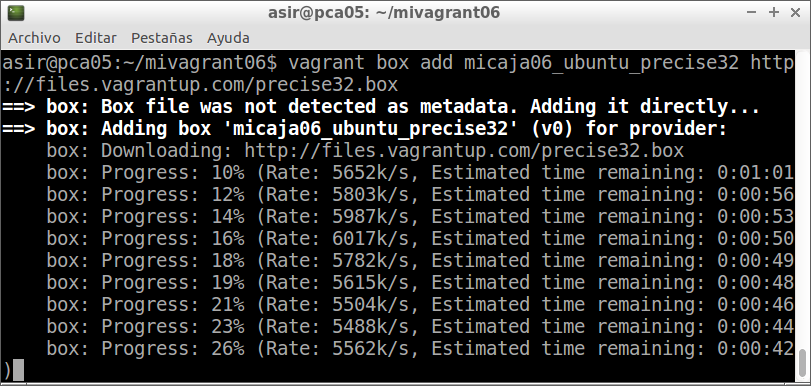 asir@pca05: ~/mivagrant06
Archivo Editar Pestañas Ayuda
asir@pca05:~/mivagrant06$ vagrant box add micaja06_ubuntu_precise32 http
://files.vagrantup.com/precise32.box
==> box: Box file was not detected as metadata. Adding it directly...
==> box: Adding box 'micaja06_ubuntu_precise32' (v0) for provider:
box: Downloading: http://files.vagrantup.com/precise32.box
box: Progress: 10% (Rate: 5652k/s, Estimated time remaining: 0:01:01
box: Progress: 12% (Rate: 5803k/s, Estimated time remaining: 0:00:56
box: Progress: 14% (Rate: 5987k/s, Estimated time remaining: 0:00:53
box: Progress: 16% (Rate: 6017k/s, Estimated time remaining: 0:00:50
box: Progress: 18% (Rate: 5782k/s, Estimated time remaining: 0:00:49
box: Progress: 19% (Rate: 5615k/s, Estimated time remaining: 0:00:48
box: Progress: 21% (Rate: 5504k/s, Estimated time remaining: 0:00:46
box: Progress: 23% (Rate: 5488k/s, Estimated time remaining: 0:00:44
box: Progress: 26% (Rate: 5562k/s, Estimated time remaining: 0:00:42
)